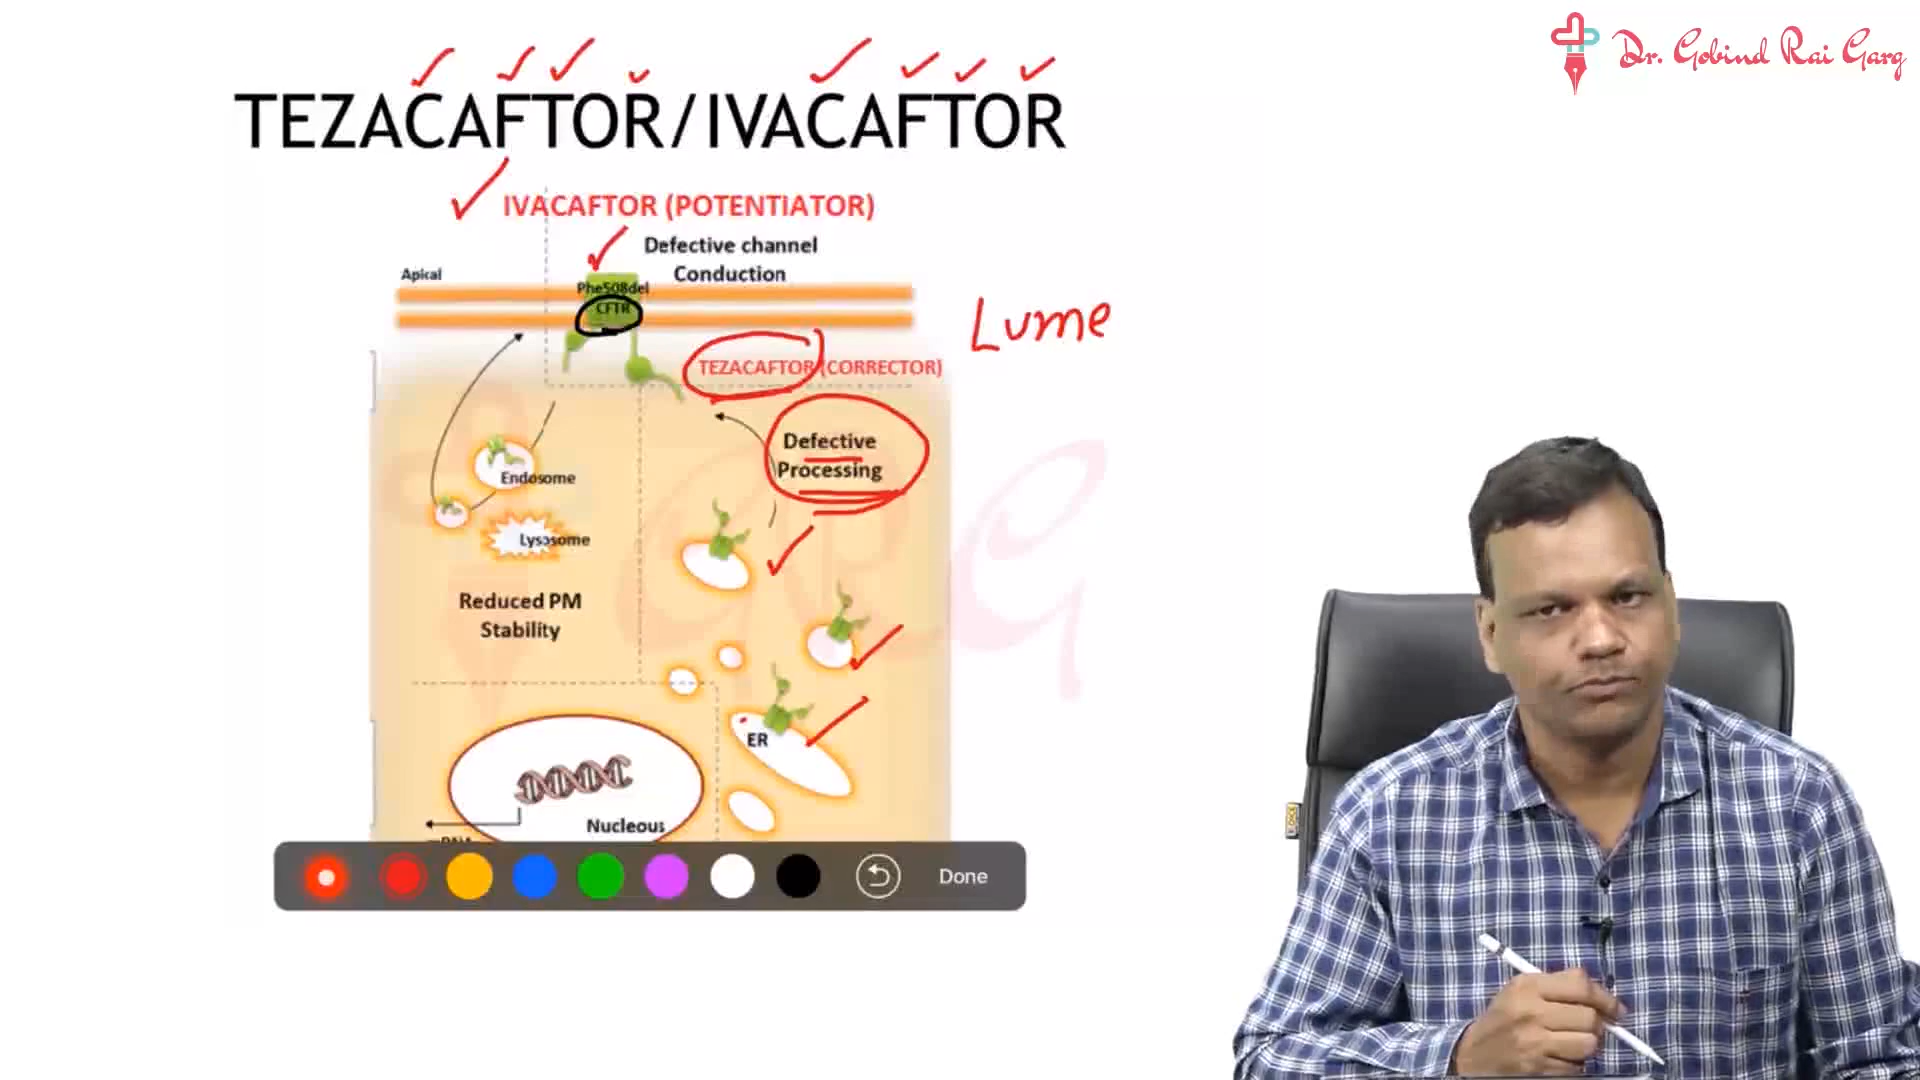 Dr. Gobind Rai Garg
TEZACAFTOR/IVACAFTOR
IVACAFTOR (POTENTIATOR)
Defective channel
Conduction
Apical
Phe508del
CFTR
Lume
TEZACAFTOR (CORRECTOR)
Defective
Processing
Endosome
Lysosome
Reduced PM
Stability
ER
Nucleous
Done
GRG